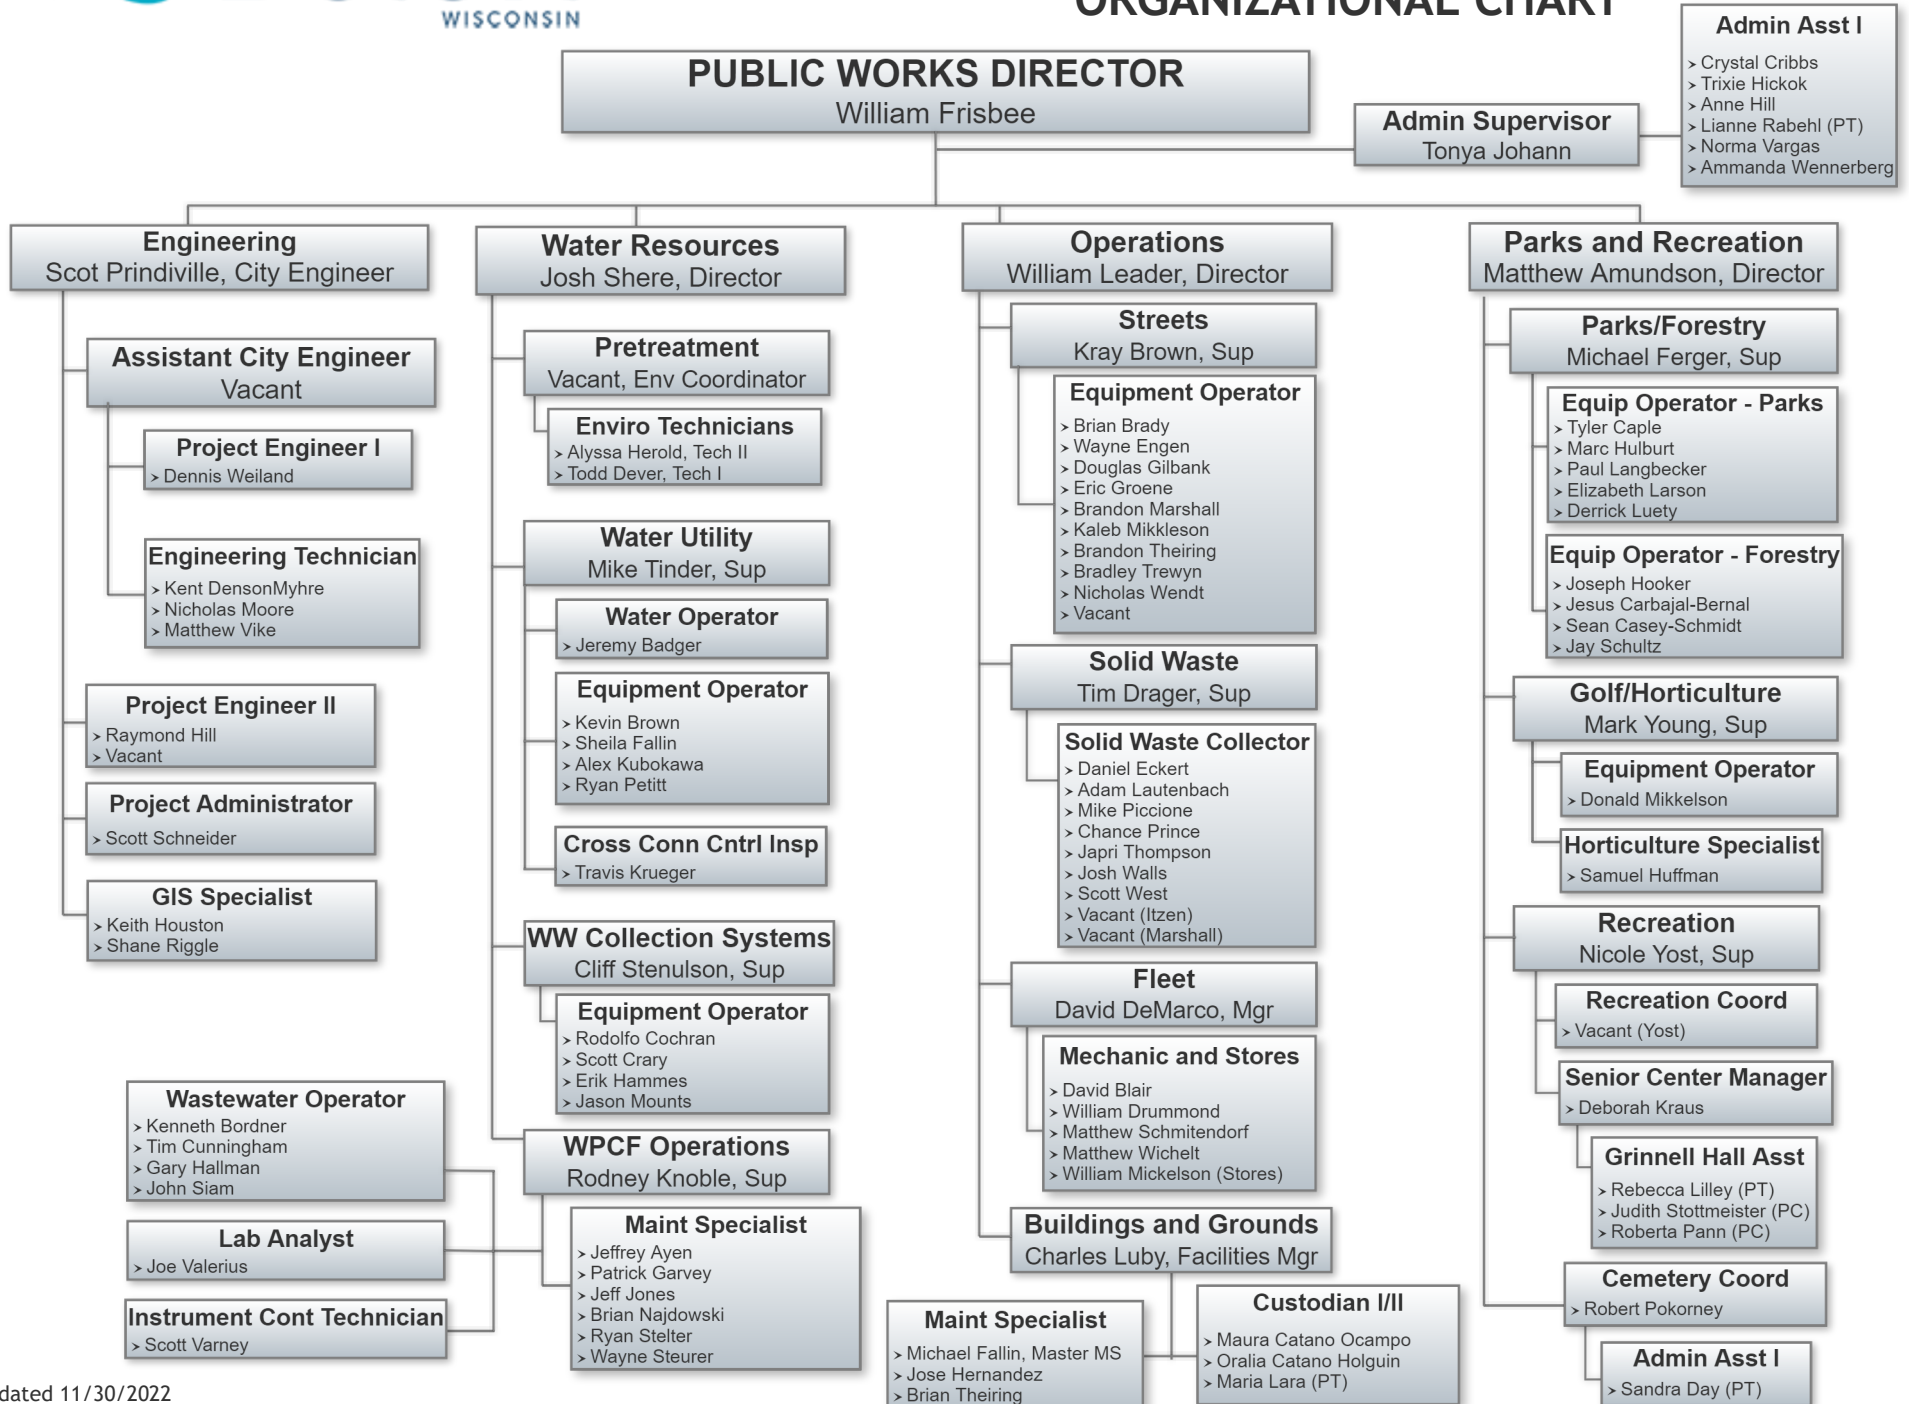 WISCONSIN
ORGANIZATIONAL CHART
PUBLIC WORKS DIRECTOR
William Frisbee
Admin Supervisor
Tonya Johann
Admin Asst I
> Crystal Cribbs
> Trixie Hickok
> Anne Hill
> Lianne Rabehl (PT)
> Norma Vargas
> Ammanda Wennerberg
Engineering
Scot Prindiville, City Engineer
Assistant City Engineer
Vacant
Project Engineer I
> Dennis Weiland
Engineering Technician
> Kent DensonMyhre
> Nicholas Moore
> Matthew Vike
Project Engineer II
> Raymond Hill
> Vacant
Project Administrator
> Scott Schneider
GIS Specialist
> Keith Houston
> Shane Riggle
Water Resources
Josh Shere, Director
Pretreatment
Vacant, Env Coordinator
Enviro Technicians
> Alyssa Herold, Tech II
> Todd Dever, Tech I
Water Utility
Mike Tinder, Sup
Water Operator
> Jeremy Badger
Equipment Operator
> Kevin Brown
> Sheila Fallin
> Alex Kubokawa
> Ryan Petitt
Cross Conn Cntrl Insp
> Travis Krueger
WW Collection Systems
Cliff Stenulson, Sup
Equipment Operator
> Rodolfo Cochran
> Scott Crary
> Erik Hammes
> Jason Mounts
WPCF Operations
Rodney Knoble, Sup
Wastewater Operator
> Kenneth Bordner
> Tim Cunningham
> Gary Hallman
> John Siam
Lab Analyst
> Joe Valerius
Instrument Cont Technician
> Scott Varney
Maint Specialist
> Jeffrey Ayen
> Patrick Garvey
> Jeff Jones
> Brian Najdowski
> Ryan Stelter
> Wayne Steurer
Operations
William Leader, Director
Streets
Kray Brown, Sup
Equipment Operator
> Brian Brady
> Wayne Engen
> Douglas Gilbank
> Eric Groene
> Brandon Marshall
> Kaleb Mikkleson
> Brandon Theiring
> Bradley Trewyn
> Nicholas Wendt
> Vacant
Solid Waste
Tim Drager, Sup
Solid Waste Collector
> Daniel Eckert
> Adam Lautenbach
> Mike Piccione
> Chance Prince
> Japri Thompson
> Josh Walls
> Scott West
> Vacant (Itzen)
> Vacant (Marshall)
Fleet
David DeMarco, Mgr
Mechanic and Stores
> David Blair
> William Drummond
> Matthew Schmitendorf
> Matthew Wichelt
> William Mickelson (Stores)
Buildings and Grounds
Charles Luby, Facilities Mgr
Maint Specialist
> Michael Fallin, Master MS
> Jose Hernandez
> Brian Theiring
Custodian I/II
> Maura Catano Ocampo
> Oralia Catano Holguin
> Maria Lara (PT)
Parks and Recreation
Matthew Amundson, Director
Parks/Forestry
Michael Ferger, Sup
Equip Operator - Parks
> Tyler Caple
> Marc Hulburt
> Paul Langbecker
> Elizabeth Larson
> Derrick Luety
Equip Operator - Forestry
> Joseph Hooker
> Jesus Carbajal-Bernal
> Sean Casey-Schmidt
> Jay Schultz
Golf/Horticulture
Mark Young, Sup
Equipment Operator
> Donald Mikkelson
Horticulture Specialist
> Samuel Huffman
Recreation
Nicole Yost, Sup
Recreation Coord
> Vacant (Yost)
Senior Center Manager
> Deborah Kraus
Grinnell Hall Asst
> Rebecca Lilley (PT)
> Judith Stottmeister (PC)
> Roberta Pann (PC)
Cemetery Coord
> Robert Pokorney
Admin Asst I
> Sandra Day (PT)
dated 11/30/2022